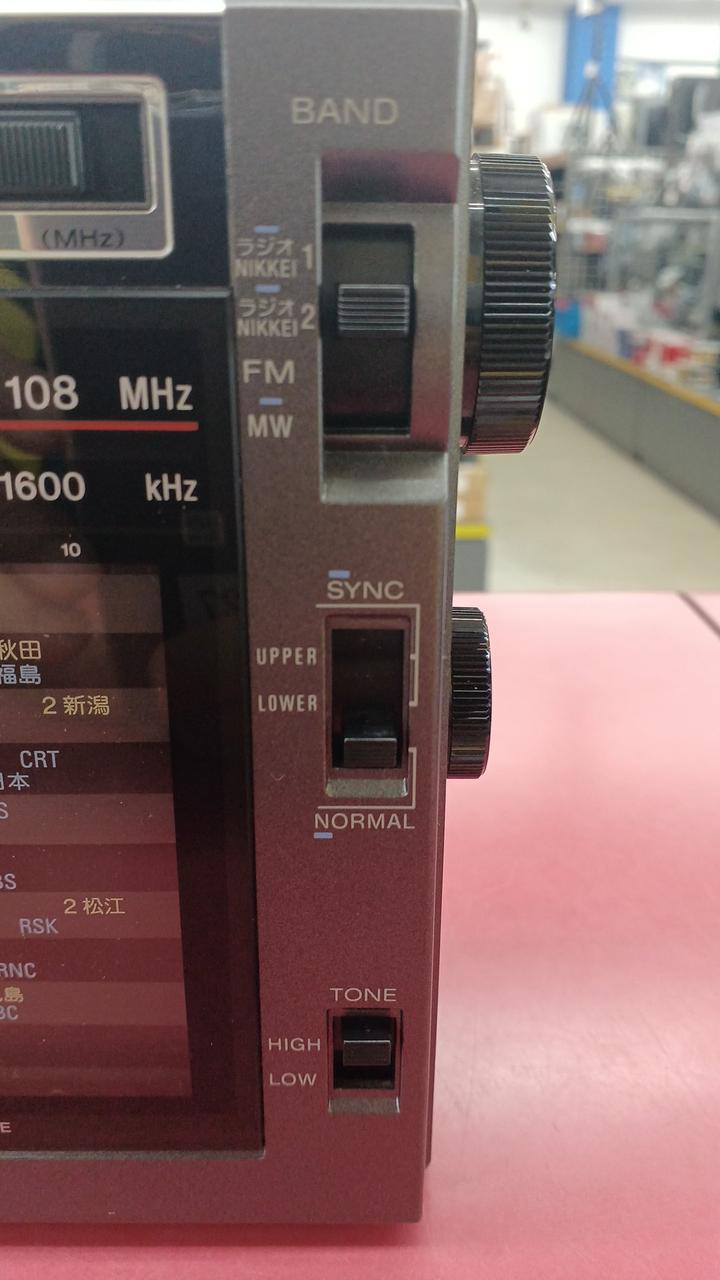 BAND
(MHz)
ラジオ
NIKKEI 1
ラジオ
NIKKEI 2
FM
MW
108 MHz
1600 kHz
10
SYNC
UPPER
LOWER
NORMAL
秋田
福島
2 新潟
CRT
日本
2 松江
RSK
RNC
TONE
HIGH
LOW